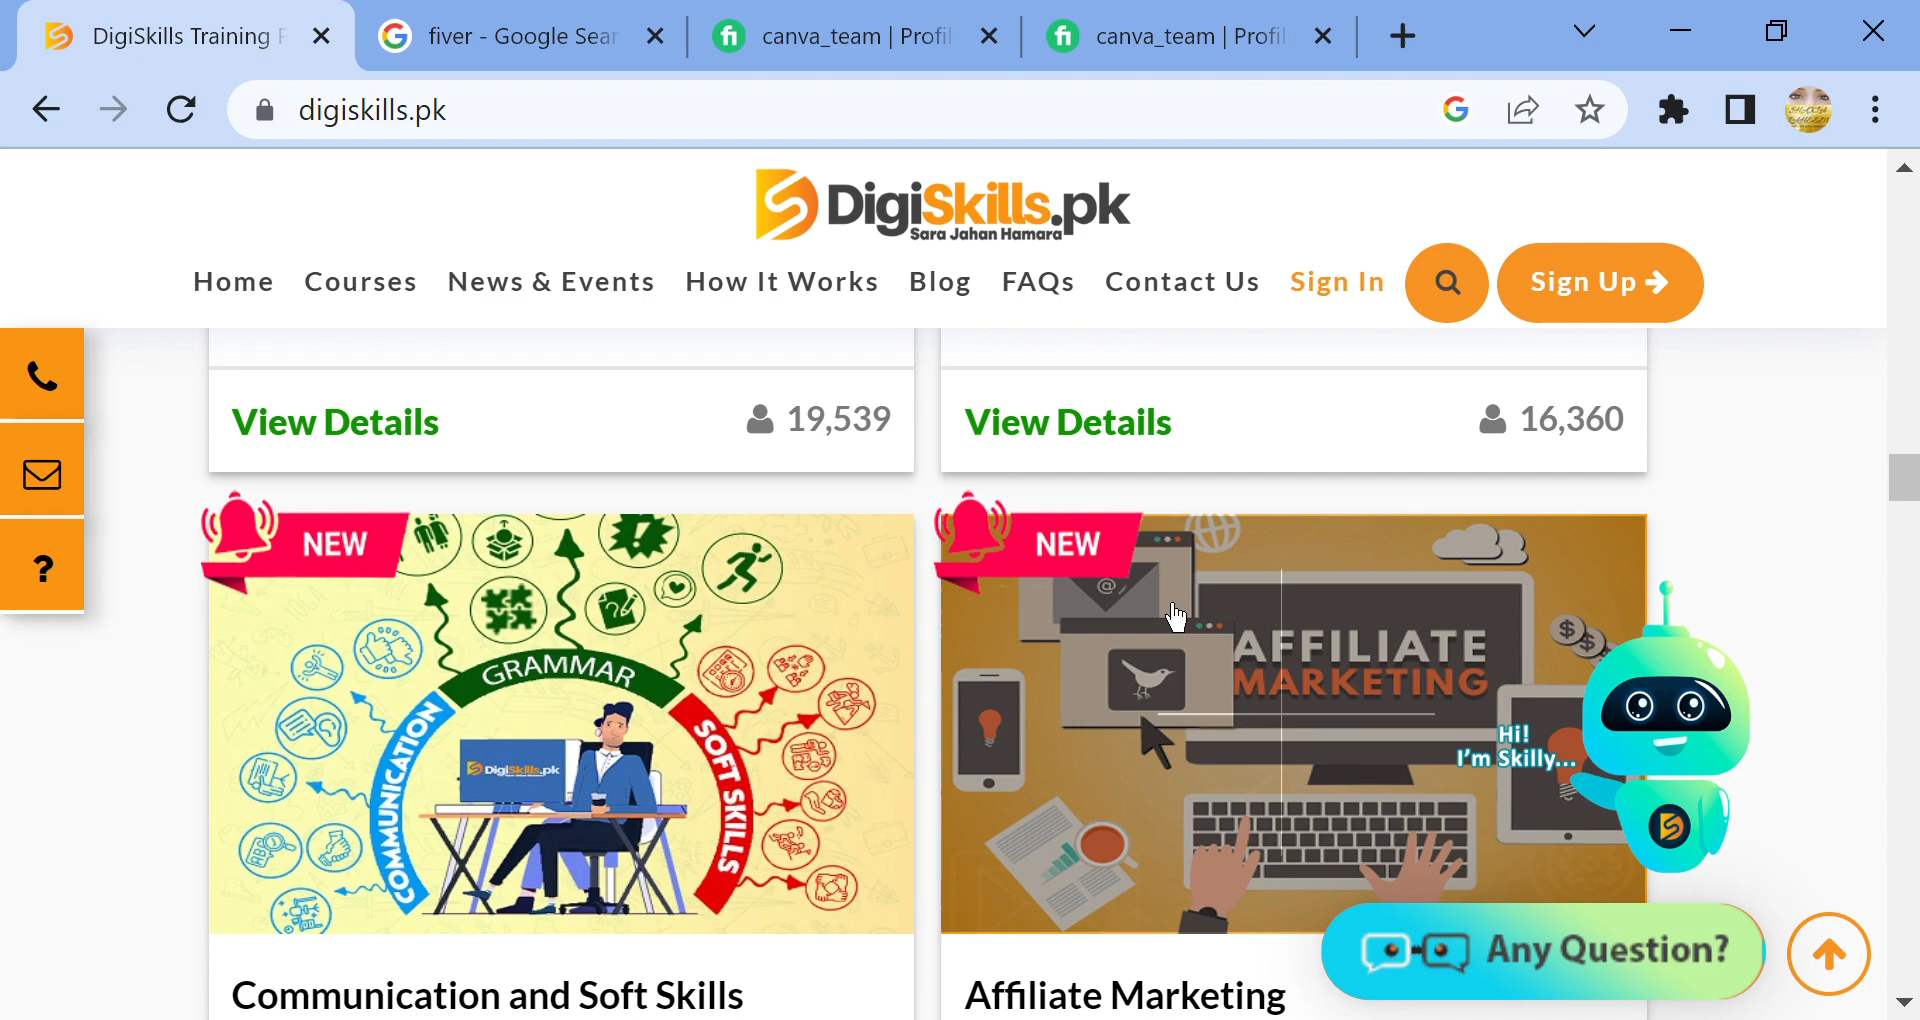 DigiSkills Training
fiver - Google Sear
canva_team | Profil
canva_team | Profil
digiskills.pk
DigiSkills.pk
Sara Jahan Hamara
Home Courses News & Events How It Works Blog FAQs Contact Us Sign In Sign Up
View Details 19,539
View Details 16,360
NEW
GRAMMAR
COMMUNICATION
SOFT SKILLS
DigiSkills.pk
NEW
@
AFFILIATE
MARKETING
Hi!
I'm Skilly...
Any Question?
Communication and Soft Skills
Affiliate Marketing